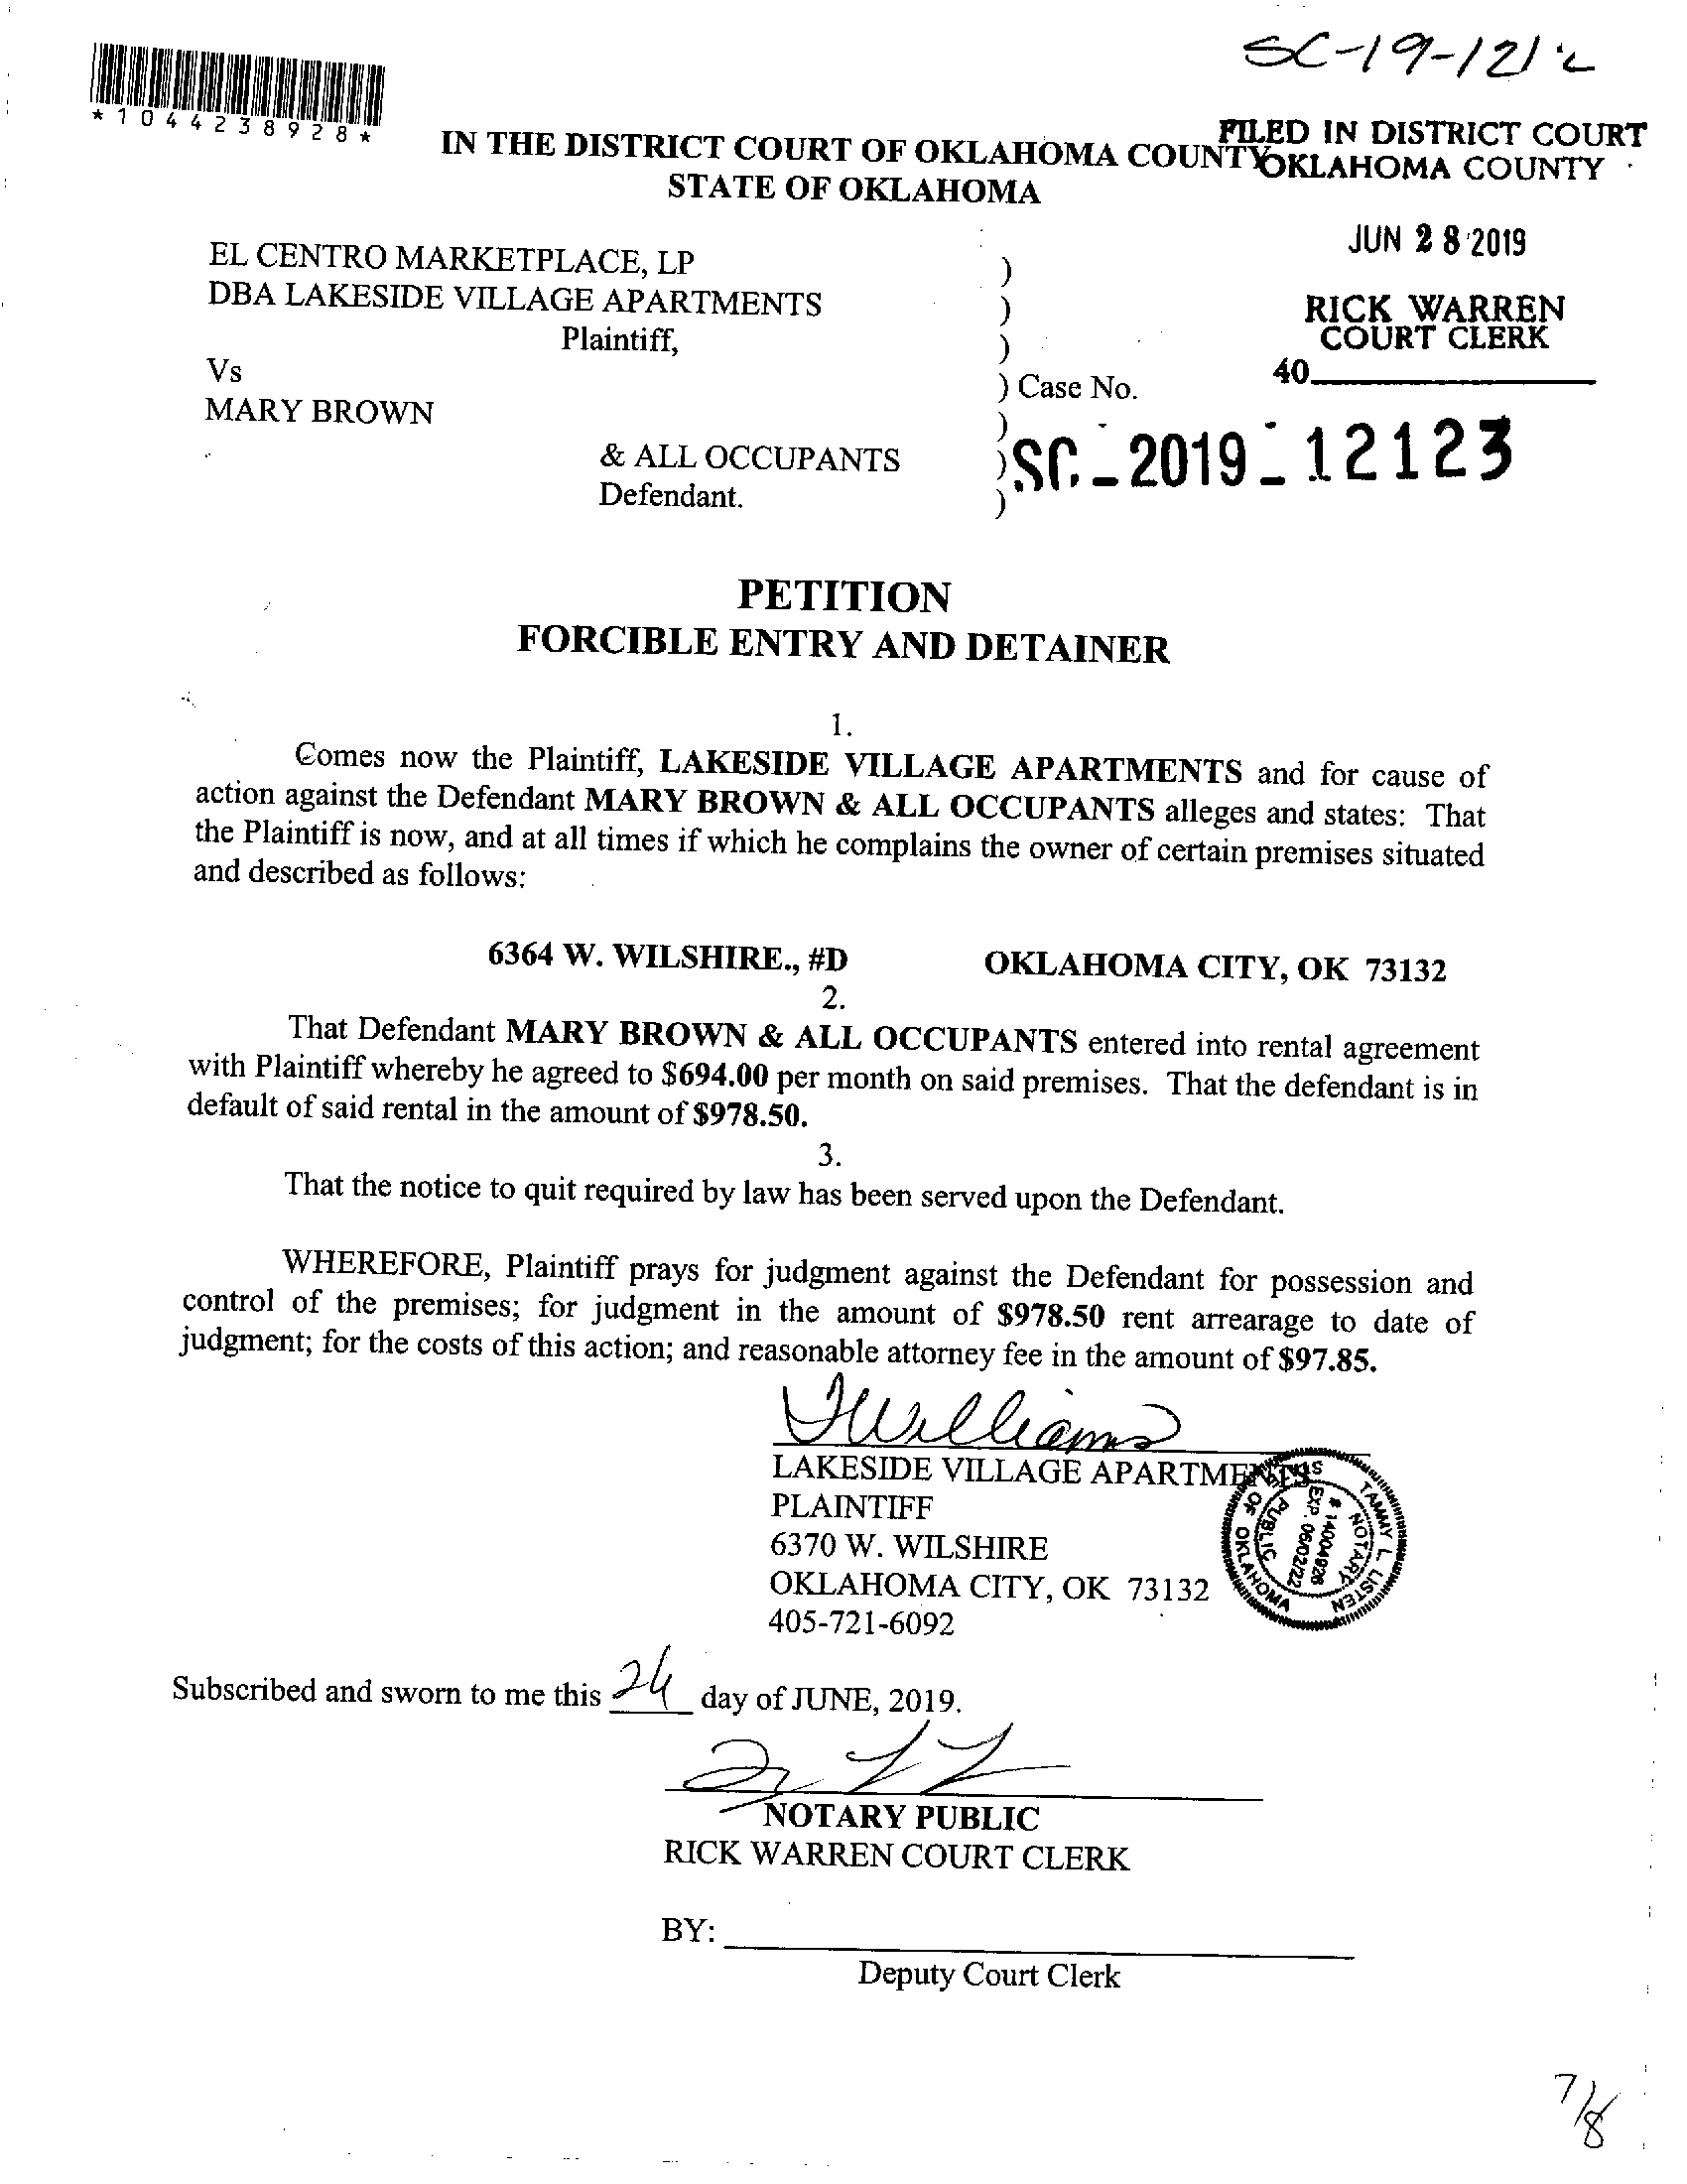 SC-19-121
*1044238928*
FILED IN DISTRICT COURT
OKLAHOMA COUNTY
IN THE DISTRICT COURT OF OKLAHOMA COUNTY
STATE OF OKLAHOMA
JUN 28 2019
RICK WARREN
COURT CLERK
40
EL CENTRO MARKETPLACE, LP )
DBA LAKESIDE VILLAGE APARTMENTS )
Plaintiff, )
Vs ) Case No.
MARY BROWN )
& ALL OCCUPANTS ) SC-2019-12123
Defendant. )
PETITION
FORCIBLE ENTRY AND DETAINER
1.
Comes now the Plaintiff, LAKESIDE VILLAGE APARTMENTS and for cause of
action against the Defendant MARY BROWN & ALL OCCUPANTS alleges and states: That
the Plaintiff is now, and at all times if which he complains the owner of certain premises situated
and described as follows:
6364 W. WILSHIRE., #D OKLAHOMA CITY, OK 73132
2.
That Defendant MARY BROWN & ALL OCCUPANTS entered into rental agreement
with Plaintiff whereby he agreed to $694.00 per month on said premises. That the defendant is in
default of said rental in the amount of $978.50.
3.
That the notice to quit required by law has been served upon the Defendant.
WHEREFORE, Plaintiff prays for judgment against the Defendant for possession and
control of the premises; for judgment in the amount of $978.50 rent arrearage to date of
judgment; for the costs of this action; and reasonable attorney fee in the amount of $97.85.
Williams
LAKESIDE VILLAGE APARTMENTS
PLAINTIFF
6370 W. WILSHIRE
OKLAHOMA CITY, OK 73132
405-721-6092
TAMMY L. LISTEN
NOTARY PUBLIC
# 14004926
EXP. 06/02/22
OF OKLAHOMA
Subscribed and sworn to me this 24 day of JUNE, 2019.
NOTARY PUBLIC
RICK WARREN COURT CLERK
BY:
Deputy Court Clerk
7/8